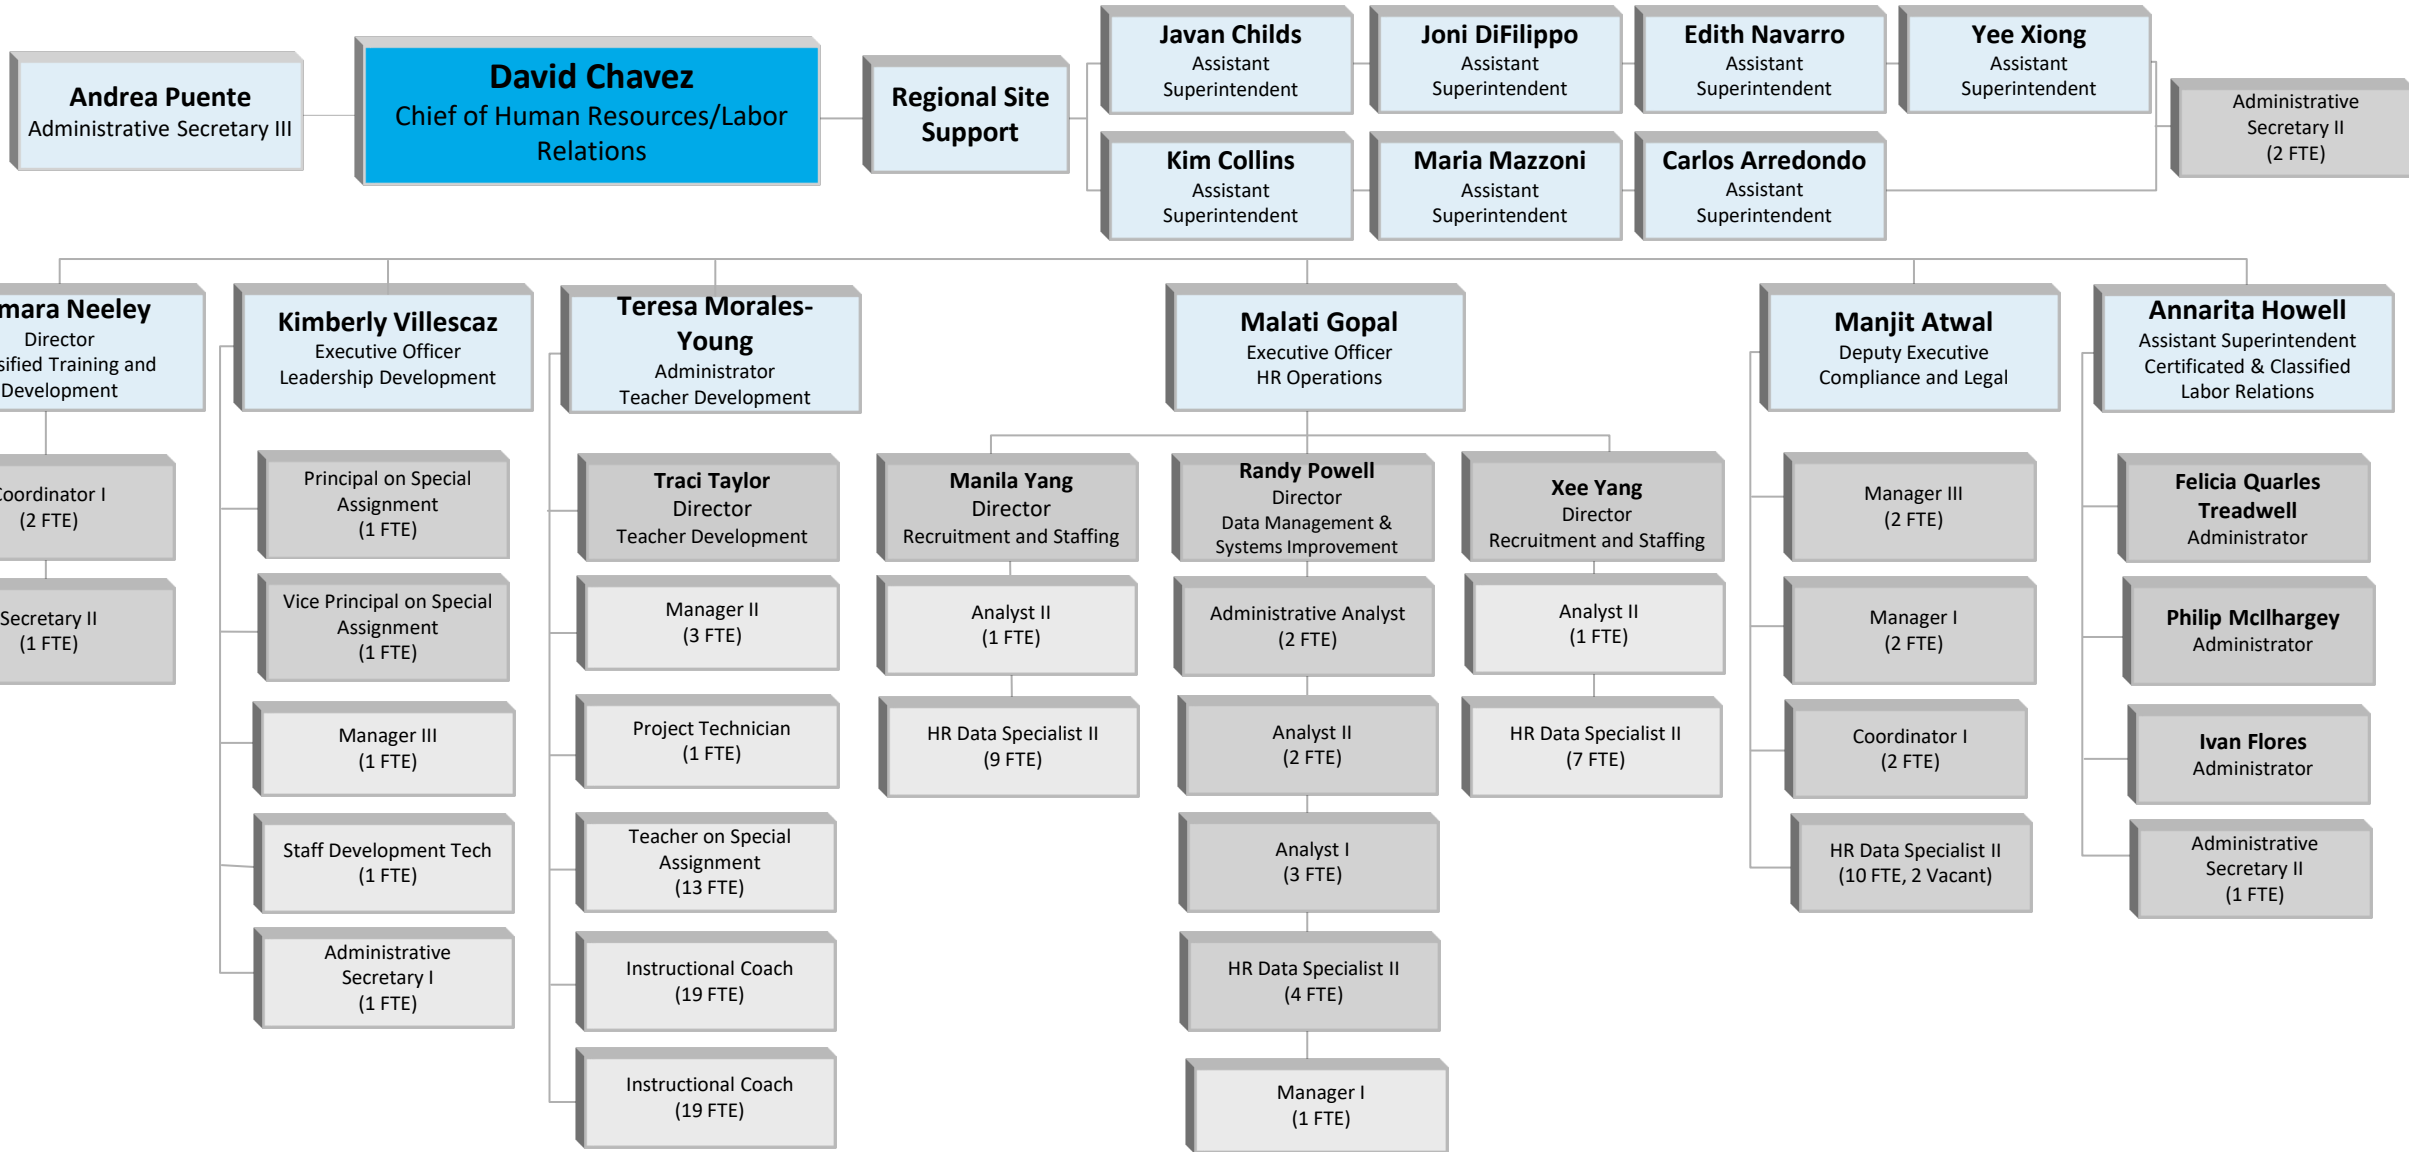 Andrea Puente
Administrative Secretary III
David Chavez
Chief of Human Resources/Labor
Relations
Regional Site
Support
Javan Childs
Assistant
Superintendent
Joni DiFilippo
Assistant
Superintendent
Edith Navarro
Assistant
Superintendent
Yee Xiong
Assistant
Superintendent
Kim Collins
Assistant
Superintendent
Maria Mazzoni
Assistant
Superintendent
Carlos Arredondo
Assistant
Superintendent
Administrative
Secretary II
(2 FTE)
mara Neeley
Director
sified Training and
Development
Coordinator I
(2 FTE)
Secretary II
(1 FTE)
Kimberly Villescaz
Executive Officer
Leadership Development
Principal on Special
Assignment
(1 FTE)
Vice Principal on Special
Assignment
(1 FTE)
Manager III
(1 FTE)
Staff Development Tech
(1 FTE)
Administrative
Secretary I
(1 FTE)
Teresa Morales-
Young
Administrator
Teacher Development
Traci Taylor
Director
Teacher Development
Manager II
(3 FTE)
Project Technician
(1 FTE)
Teacher on Special
Assignment
(13 FTE)
Instructional Coach
(19 FTE)
Instructional Coach
(19 FTE)
Malati Gopal
Executive Officer
HR Operations
Manila Yang
Director
Recruitment and Staffing
Analyst II
(1 FTE)
HR Data Specialist II
(9 FTE)
Randy Powell
Director
Data Management &
Systems Improvement
Administrative Analyst
(2 FTE)
Analyst II
(2 FTE)
Analyst I
(3 FTE)
HR Data Specialist II
(4 FTE)
Manager I
(1 FTE)
Xee Yang
Director
Recruitment and Staffing
Analyst II
(1 FTE)
HR Data Specialist II
(7 FTE)
Manjit Atwal
Deputy Executive
Compliance and Legal
Manager III
(2 FTE)
Manager I
(2 FTE)
Coordinator I
(2 FTE)
HR Data Specialist II
(10 FTE, 2 Vacant)
Annarita Howell
Assistant Superintendent
Certificated & Classified
Labor Relations
Felicia Quarles
Treadwell
Administrator
Philip McIlhargey
Administrator
Ivan Flores
Administrator
Administrative
Secretary II
(1 FTE)